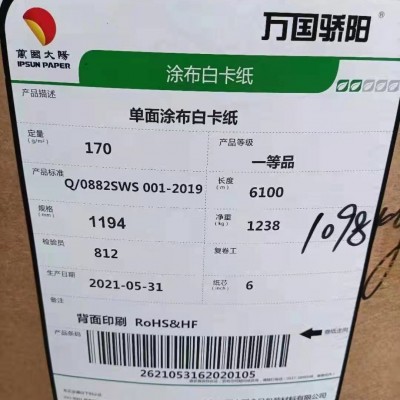 萬國太陽
IPSUN PAPER
万国骄阳®
涂布白卡纸
产品描述
单面涂布白卡纸
定量
(g/m²)
170
产品等级
一等品
产品标准
Q/0882SWS 001-2019
长度
(m)
6100
规格
(mm)
1194
净重
(kg)
1238
1098
检验员
812
复卷工
生产日期
2021-05-31
纸芯
(inch)
6
备注
背面印刷 RoHS&HF
产品条码
2621053162020105